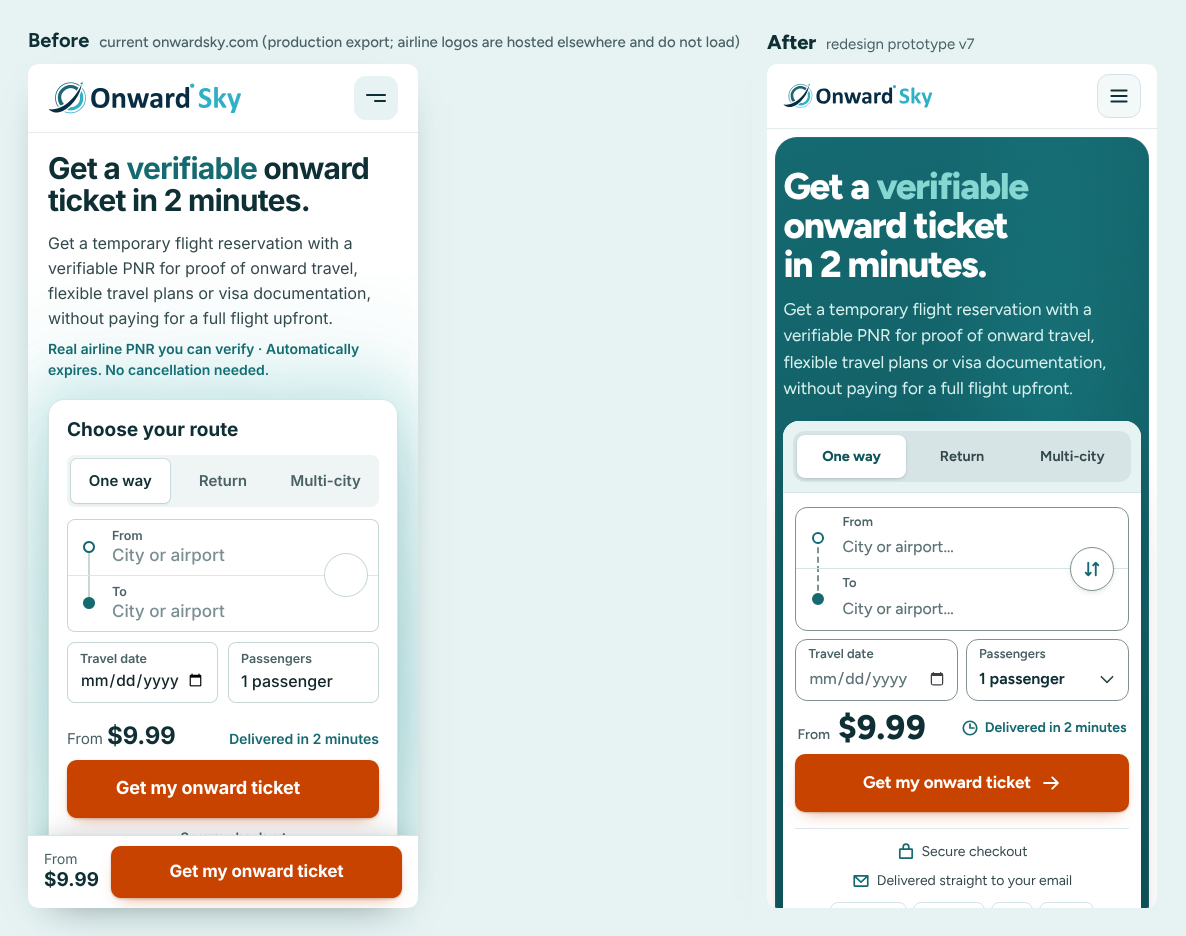 Before current onwardsky.com (production export; airline logos are hosted elsewhere and do not load)
Onward Sky
Get a verifiable onward
ticket in 2 minutes.
Get a temporary flight reservation with a
verifiable PNR for proof of onward travel,
flexible travel plans or visa documentation,
without paying for a full flight upfront.
Real airline PNR you can verify · Automatically
expires. No cancellation needed.
Choose your route
One way Return Multi-city
From
City or airport
To
City or airport
Travel date Passengers
mm/dd/yyyy 1 passenger
From $9.99 Delivered in 2 minutes
Get my onward ticket
From
$9.99
Get my onward ticket
After redesign prototype v7
Onward Sky
Get a verifiable
onward ticket
in 2 minutes.
Get a temporary flight reservation with a
verifiable PNR for proof of onward travel,
flexible travel plans or visa documentation,
without paying for a full flight upfront.
One way Return Multi-city
From
City or airport...
To
City or airport...
Travel date Passengers
mm/dd/yyyy 1 passenger
From $9.99 Delivered in 2 minutes
Get my onward ticket →
Secure checkout
Delivered straight to your email